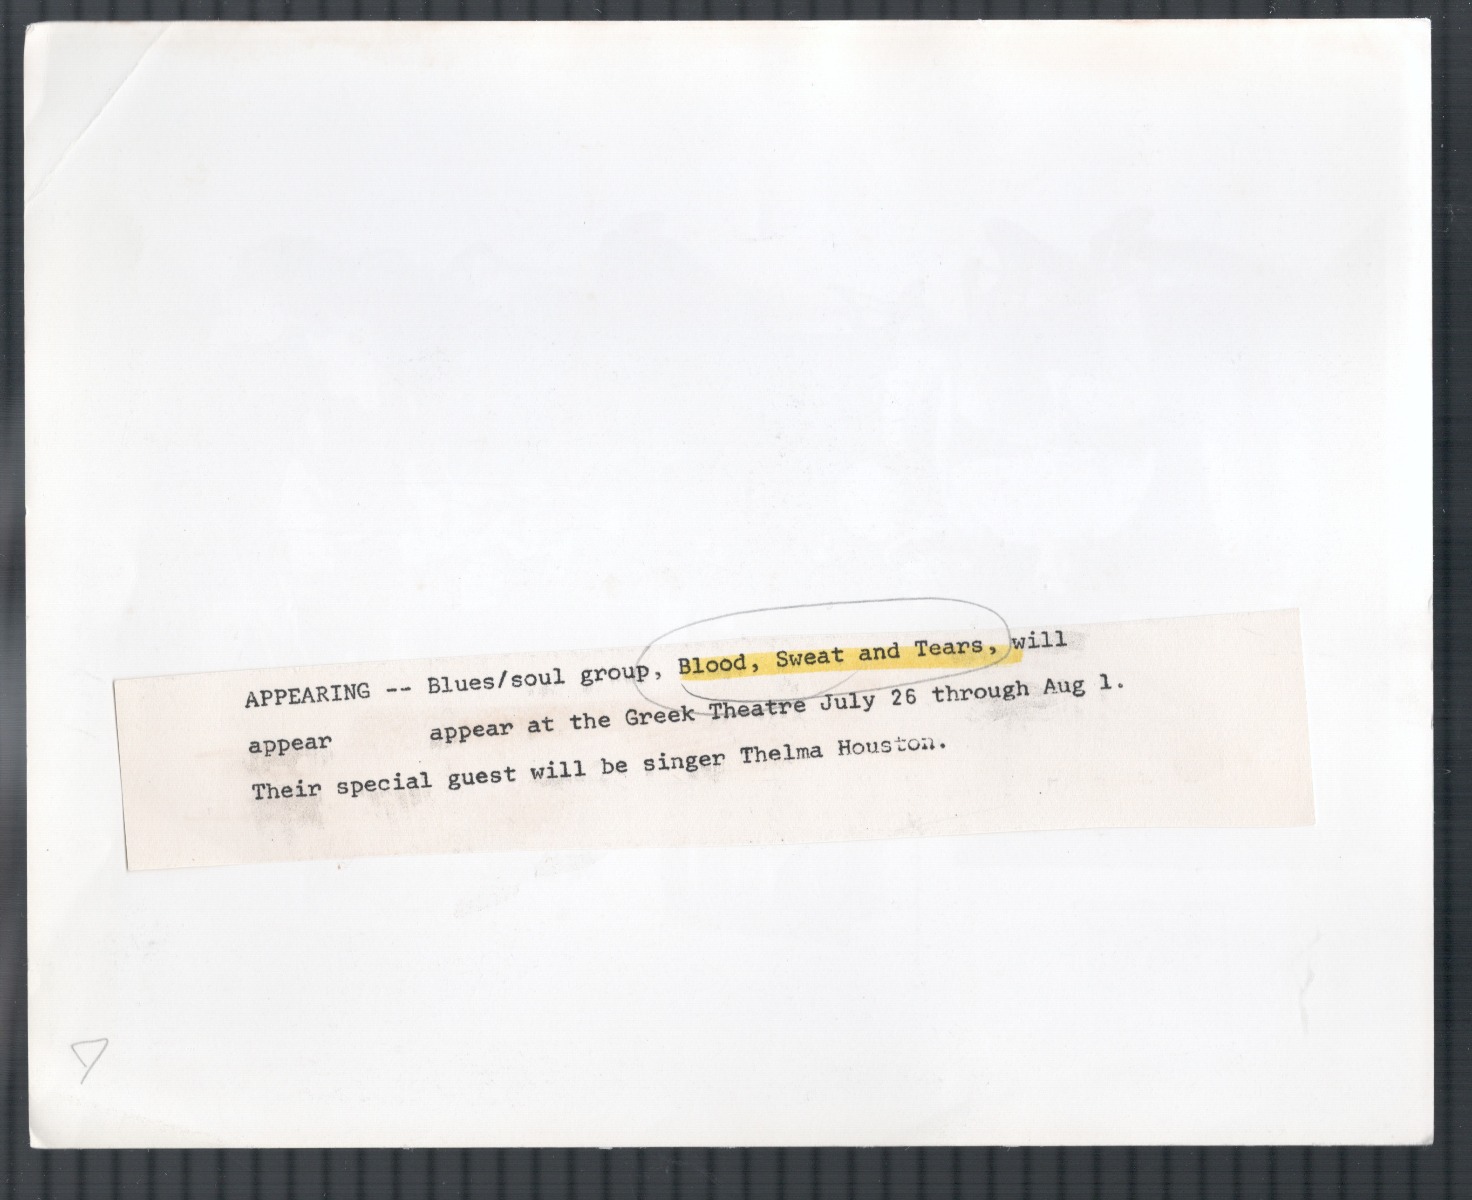 APPEARING -- Blues/soul group, Blood, Sweat and Tears, will
appear appear at the Greek Theatre July 26 through Aug 1.
Their special guest will be singer Thelma Houston.